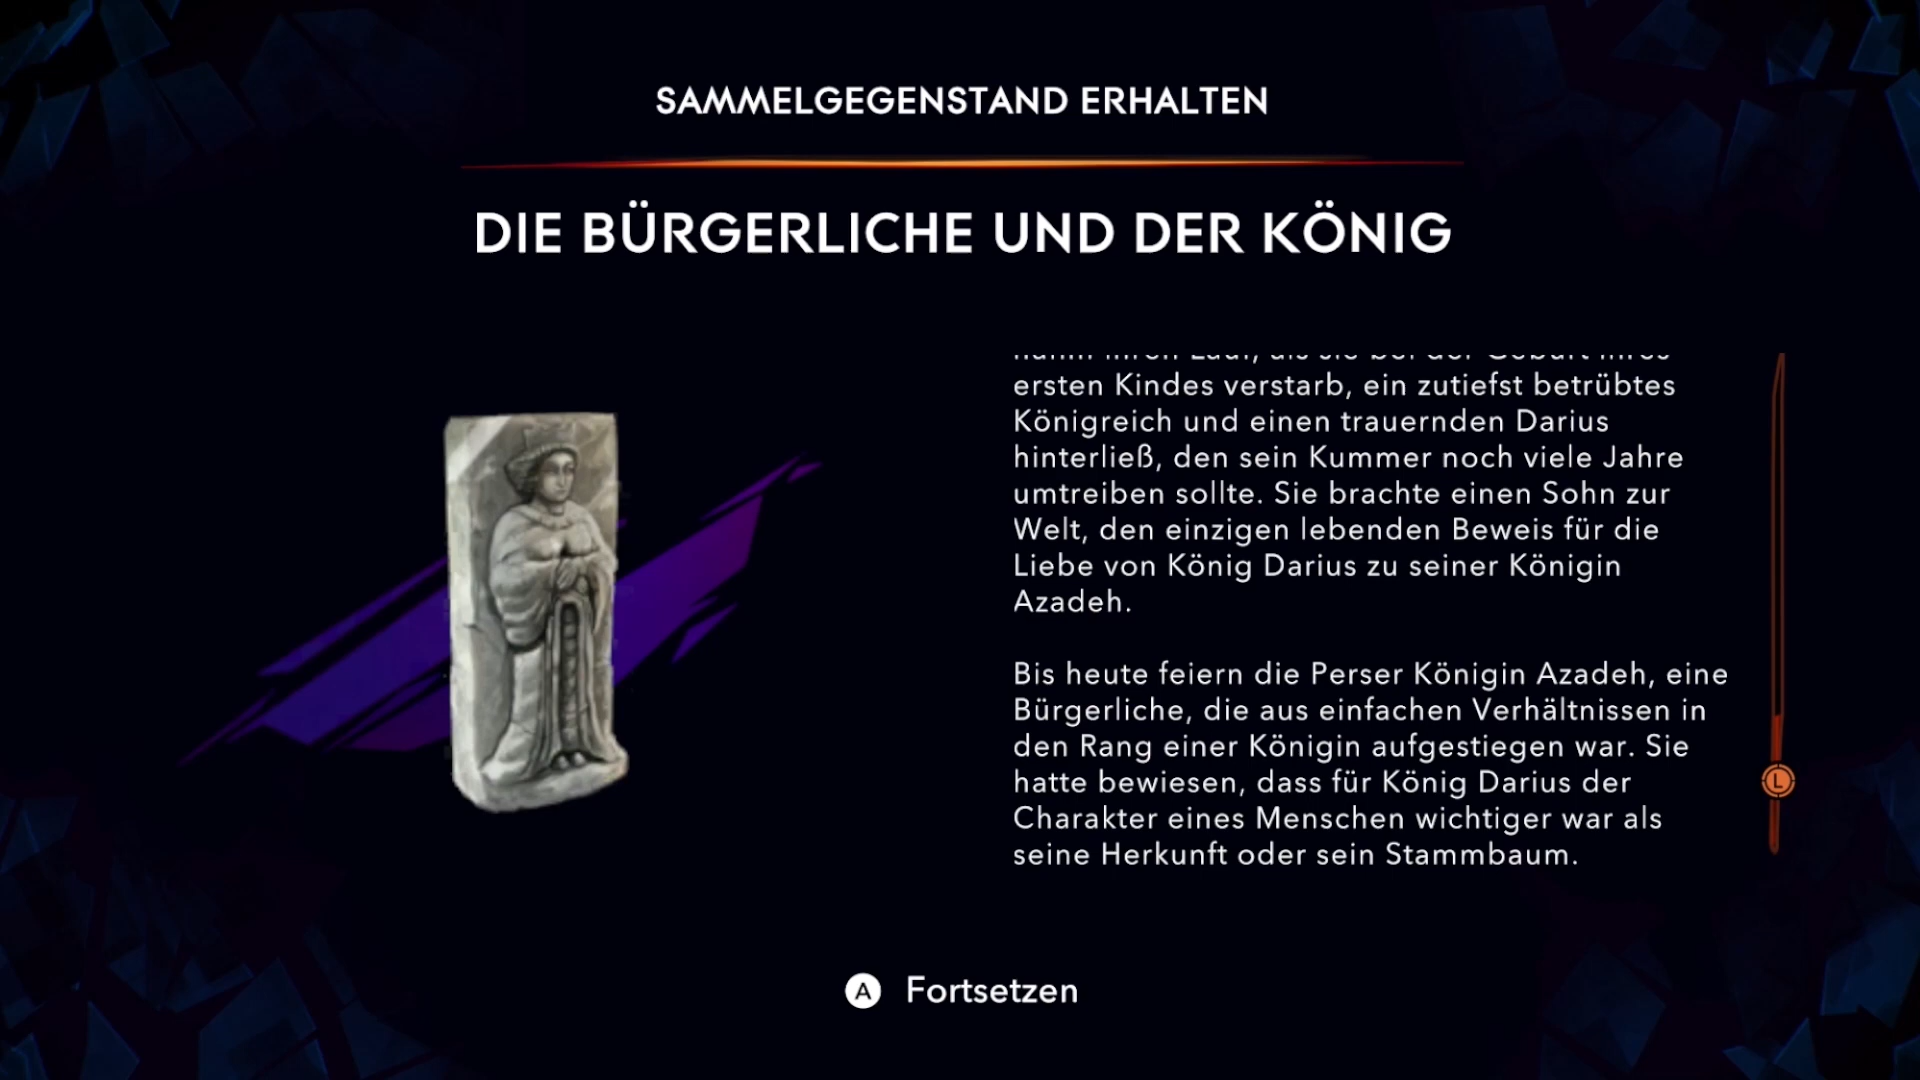 SAMMELGEGENSTAND ERHALTEN
DIE BÜRGERLICHE UND DER KÖNIG
ersten Kindes verstarb, ein zutiefst betrübtes
Königreich und einen trauernden Darius
hinterließ, den sein Kummer noch viele Jahre
umtreiben sollte. Sie brachte einen Sohn zur
Welt, den einzigen lebenden Beweis für die
Liebe von König Darius zu seiner Königin
Azadeh.
Bis heute feiern die Perser Königin Azadeh, eine
Bürgerliche, die aus einfachen Verhältnissen in
den Rang einer Königin aufgestiegen war. Sie
hatte bewiesen, dass für König Darius der
Charakter eines Menschen wichtiger war als
seine Herkunft oder sein Stammbaum.
L
A Fortsetzen